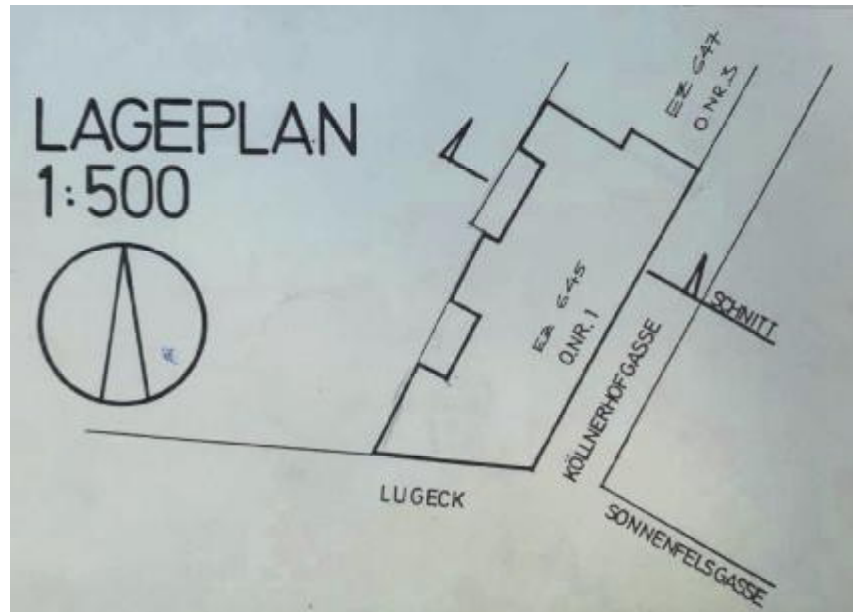 LAGEPLAN
1:500
EZ 647
O.NR.3
EZ 645
O.NR.1
SCHNITT
KÖLLNERHOFGASSE
LUGECK
SONNENFELSGASSE